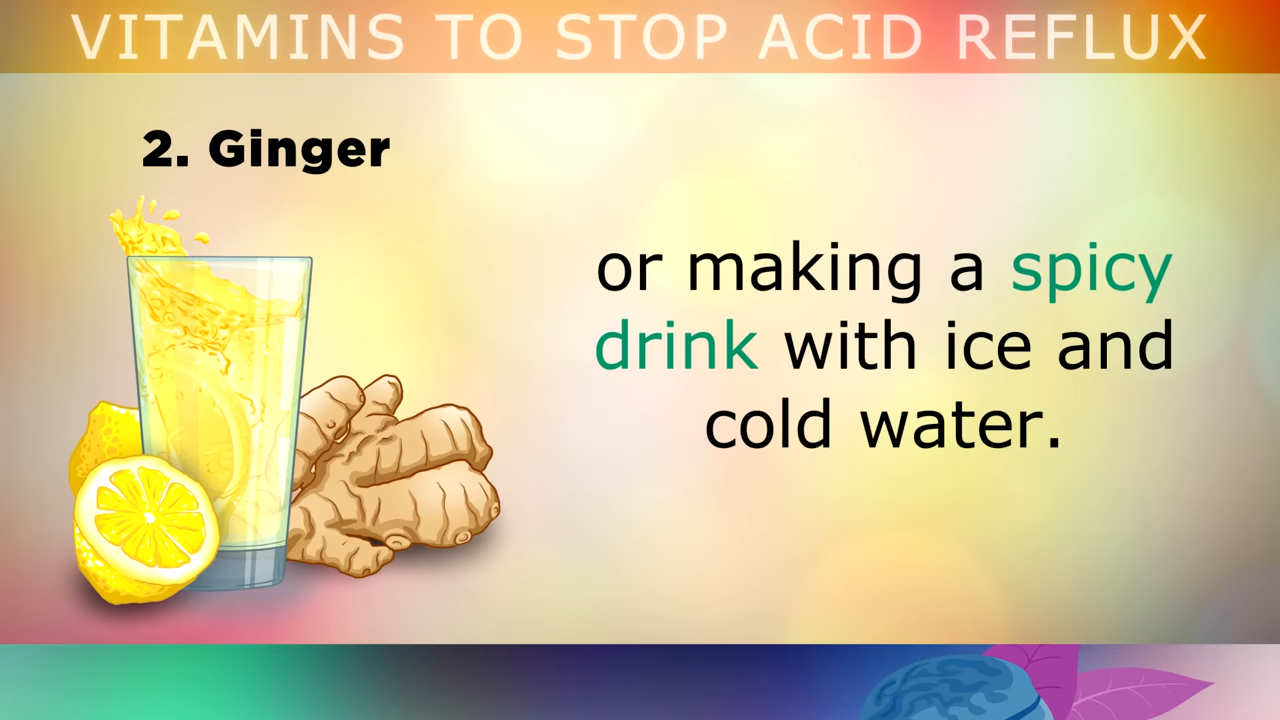 VITAMINS TO STOP ACID REFLUX
2. Ginger
or making a spicy
drink with ice and
cold water.